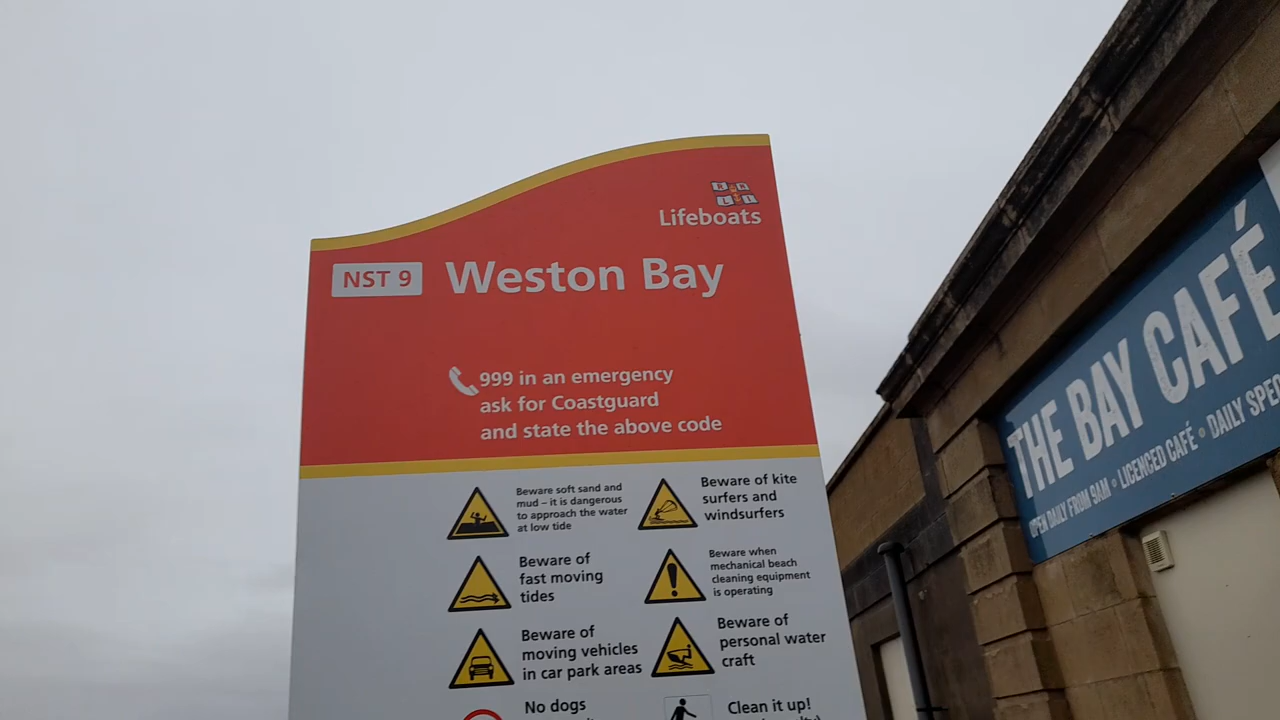 RNLI
Lifeboats
NST 9 Weston Bay
999 in an emergency
ask for Coastguard
and state the above code
Beware soft sand and
mud – it is dangerous
to approach the water
at low tide
Beware of kite
surfers and
windsurfers
Beware of
fast moving
tides
Beware when
mechanical beach
cleaning equipment
is operating
Beware of
moving vehicles
in car park areas
Beware of
personal water
craft
No dogs
Clean it up!
THE BAY CAFÉ
OPEN DAILY FROM 9AM • LICENCED CAFÉ • DAILY